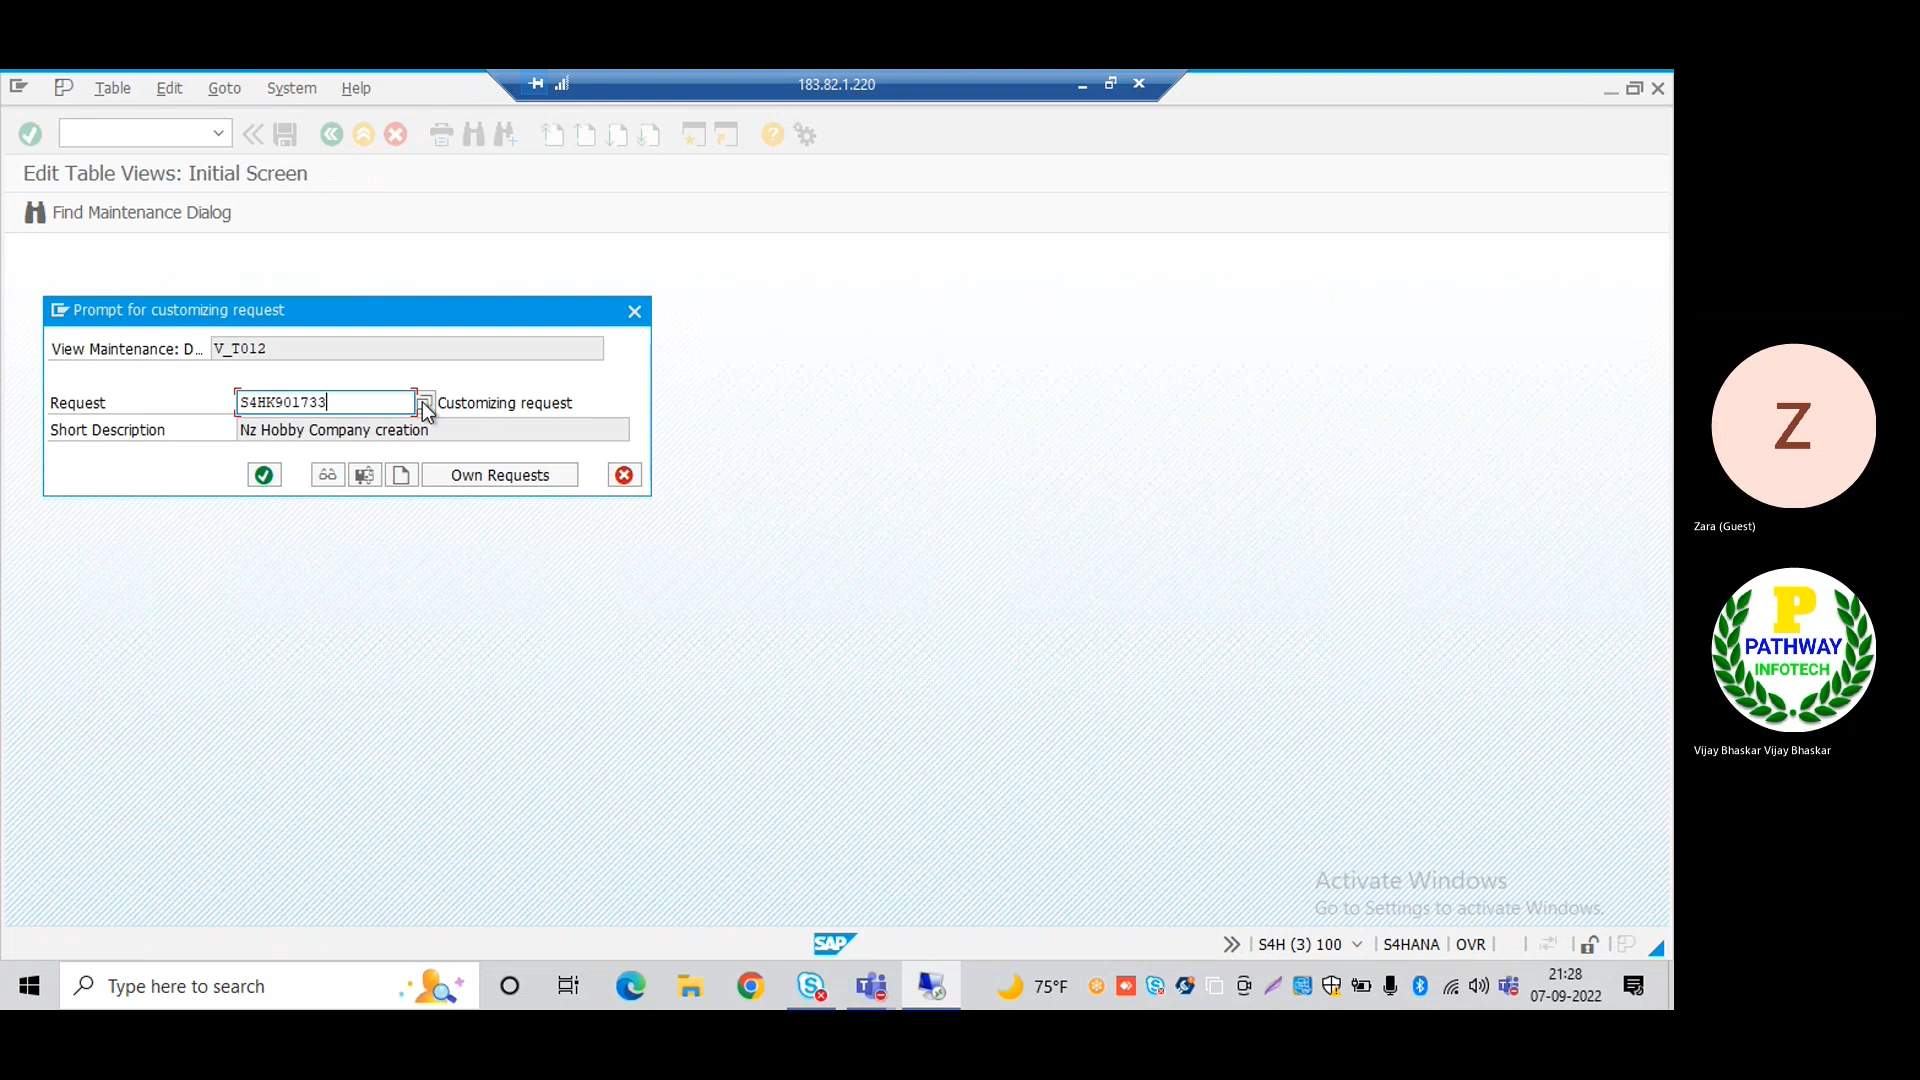 Table Edit Goto System Help
183.82.1.220
Edit Table Views: Initial Screen
Find Maintenance Dialog
Prompt for customizing request
View Maintenance: D... V_T012
Request S4HK901733 Customizing request
Short Description Nz Hobby Company creation
Own Requests
Z
Zara (Guest)
P
PATHWAY
INFOTECH
Vijay Bhaskar Vijay Bhaskar
Activate Windows
Go to Settings to activate Windows.
SAP S4H (3) 100 S4HANA OVR
Type here to search 75°F 21:28
07-09-2022